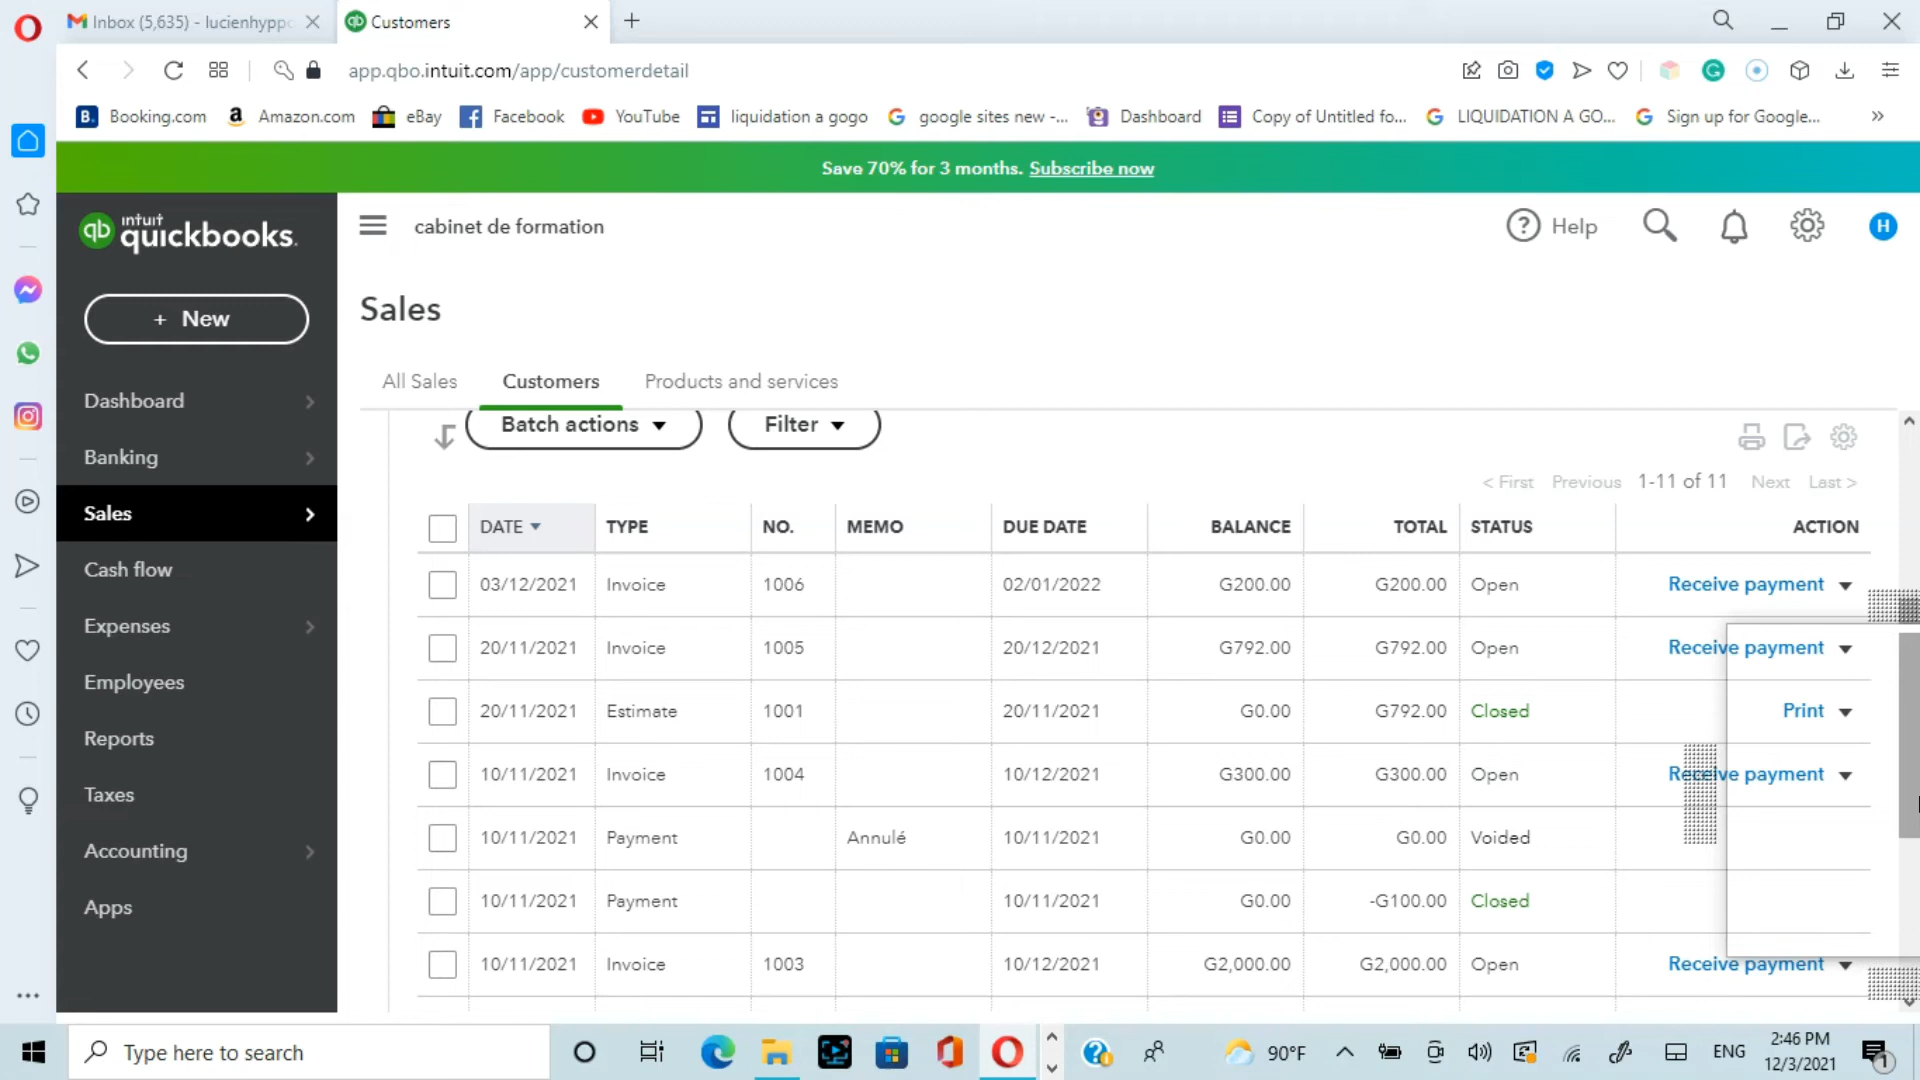 Inbox (5,635) - lucienhyppo
Customers
app.qbo.intuit.com/app/customerdetail
Booking.com
Amazon.com
eBay
Facebook
YouTube
liquidation a gogo
google sites new -...
Dashboard
Copy of Untitled fo...
LIQUIDATION A GO...
Sign up for Google...
Save 70% for 3 months. Subscribe now
intuit
quickbooks.
cabinet de formation
Help
H
+ New
Sales
All Sales
Customers
Products and services
Dashboard
Banking
Sales
Cash flow
Expenses
Employees
Reports
Taxes
Accounting
Apps
Batch actions
Filter
< First Previous 1-11 of 11 Next Last >
DATE TYPE NO. MEMO DUE DATE BALANCE TOTAL STATUS ACTION
03/12/2021 Invoice 1006 02/01/2022 G200.00 G200.00 Open Receive payment
20/11/2021 Invoice 1005 20/12/2021 G792.00 G792.00 Open Receive payment
20/11/2021 Estimate 1001 20/11/2021 G0.00 G792.00 Closed Print
10/11/2021 Invoice 1004 10/12/2021 G300.00 G300.00 Open Receive payment
10/11/2021 Payment Annulé 10/11/2021 G0.00 G0.00 Voided
10/11/2021 Payment 10/11/2021 G0.00 -G100.00 Closed
10/11/2021 Invoice 1003 10/12/2021 G2,000.00 G2,000.00 Open Receive payment
Type here to search
90°F
ENG
2:46 PM
12/3/2021
1